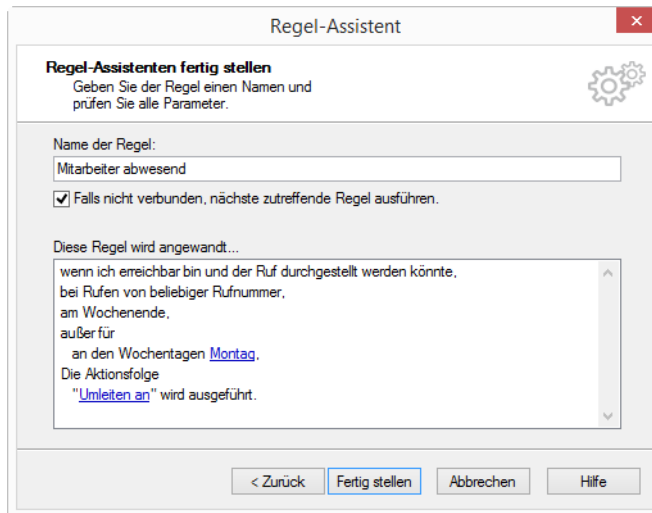 Regel-Assistent
Regel-Assistenten fertig stellen
Geben Sie der Regel einen Namen und
prüfen Sie alle Parameter.
Name der Regel:
Mitarbeiter abwesend
Falls nicht verbunden, nächste zutreffende Regel ausführen.
Diese Regel wird angewandt...
wenn ich erreichbar bin und der Ruf durchgestellt werden könnte,
bei Rufen von beliebiger Rufnummer,
am Wochenende,
außer für
an den Wochentagen Montag,
Die Aktionsfolge
"Umleiten an" wird ausgeführt.
< Zurück Fertig stellen Abbrechen Hilfe